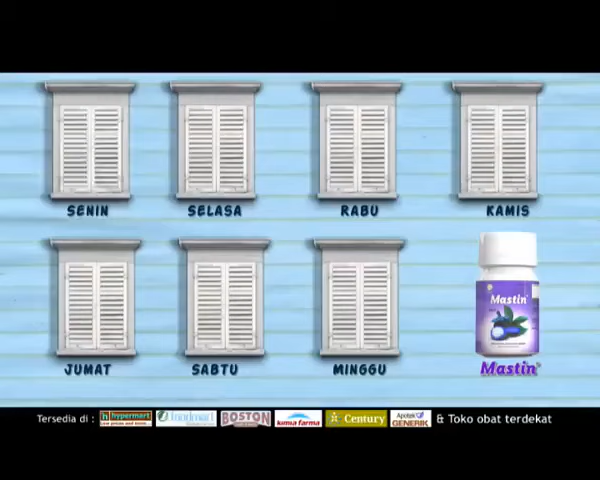 SENIN SELASA RABU KAMIS
Mastin
JUMAT SABTU MINGGU Mastin
Tersedia di : hypermart foodmart BOSTON kimia farma Century Apotek GENERIK & Toko obat terdekat